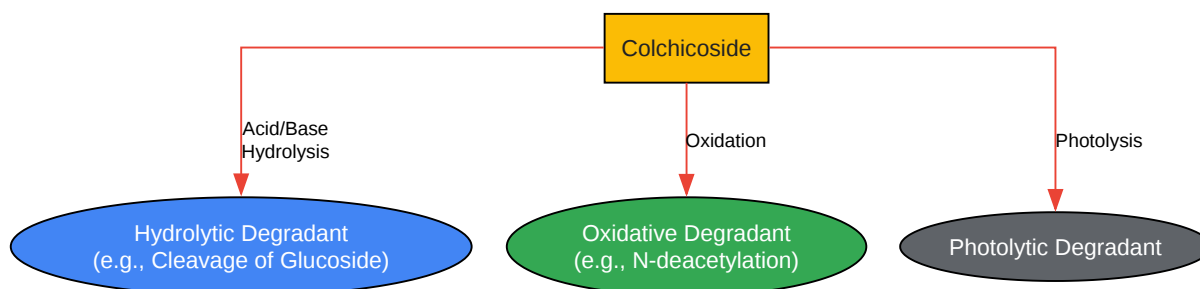 Colchicoside
Acid/Base
Hydrolysis
Oxidation
Photolysis
Hydrolytic Degradant
(e.g., Cleavage of Glucoside)
Oxidative Degradant
(e.g., N-deacetylation)
Photolytic Degradant